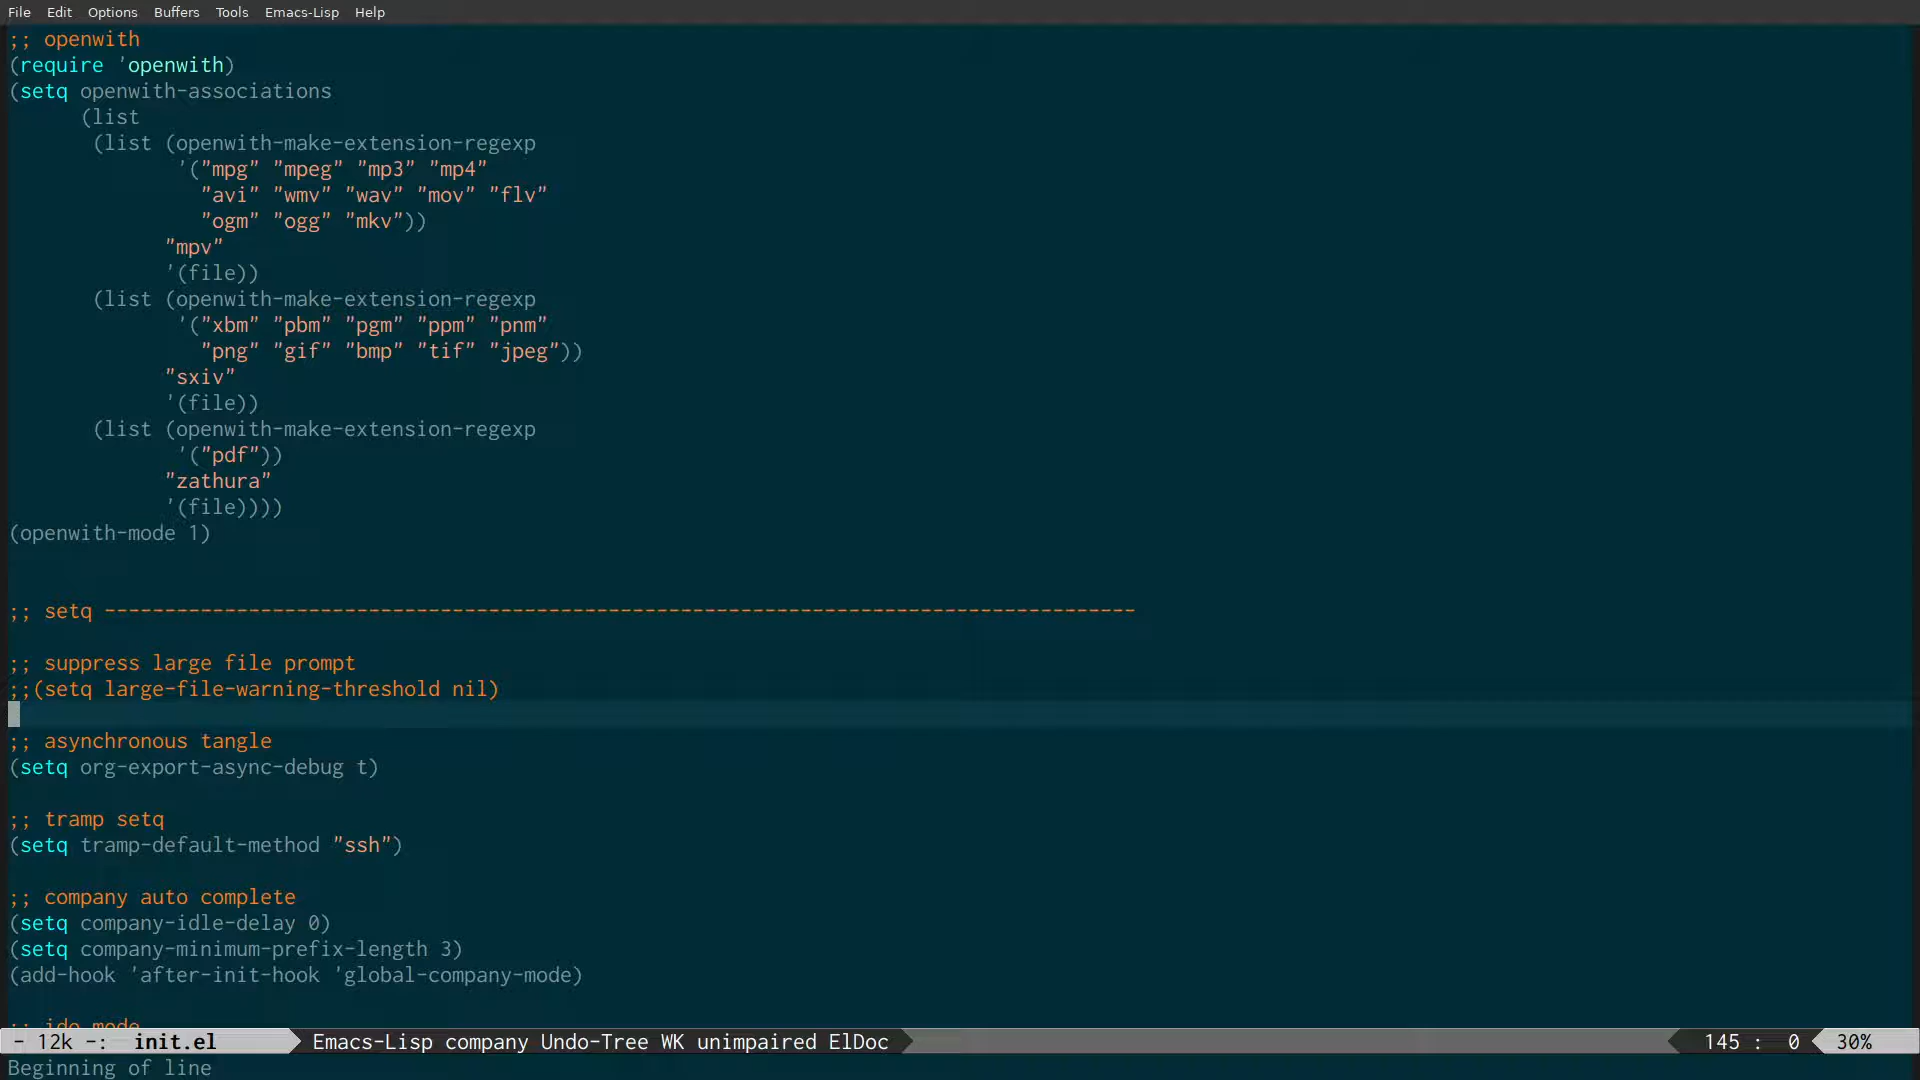 File Edit Options Buffers Tools Emacs-Lisp Help
;; openwith
(require 'openwith)
(setq openwith-associations
      (list
       (list (openwith-make-extension-regexp
              '("mpg" "mpeg" "mp3" "mp4"
                "avi" "wmv" "wav" "mov" "flv"
                "ogm" "ogg" "mkv"))
             "mpv"
             '(file))
       (list (openwith-make-extension-regexp
              '("xbm" "pbm" "pgm" "ppm" "pnm"
                "png" "gif" "bmp" "tif" "jpeg"))
             "sxiv"
             '(file))
       (list (openwith-make-extension-regexp
              '("pdf"))
             "zathura"
             '(file))))
(openwith-mode 1)
;; setq --------------------------------------------------------------------------------------
;; suppress large file prompt
;;(setq large-file-warning-threshold nil)
;; asynchronous tangle
(setq org-export-async-debug t)
;; tramp setq
(setq tramp-default-method "ssh")
;; company auto complete
(setq company-idle-delay 0)
(setq company-minimum-prefix-length 3)
(add-hook 'after-init-hook 'global-company-mode)
;; ido mode
- 12k -: init.el Emacs-Lisp company Undo-Tree WK unimpaired ElDoc 145 : 0 30%
Beginning of line